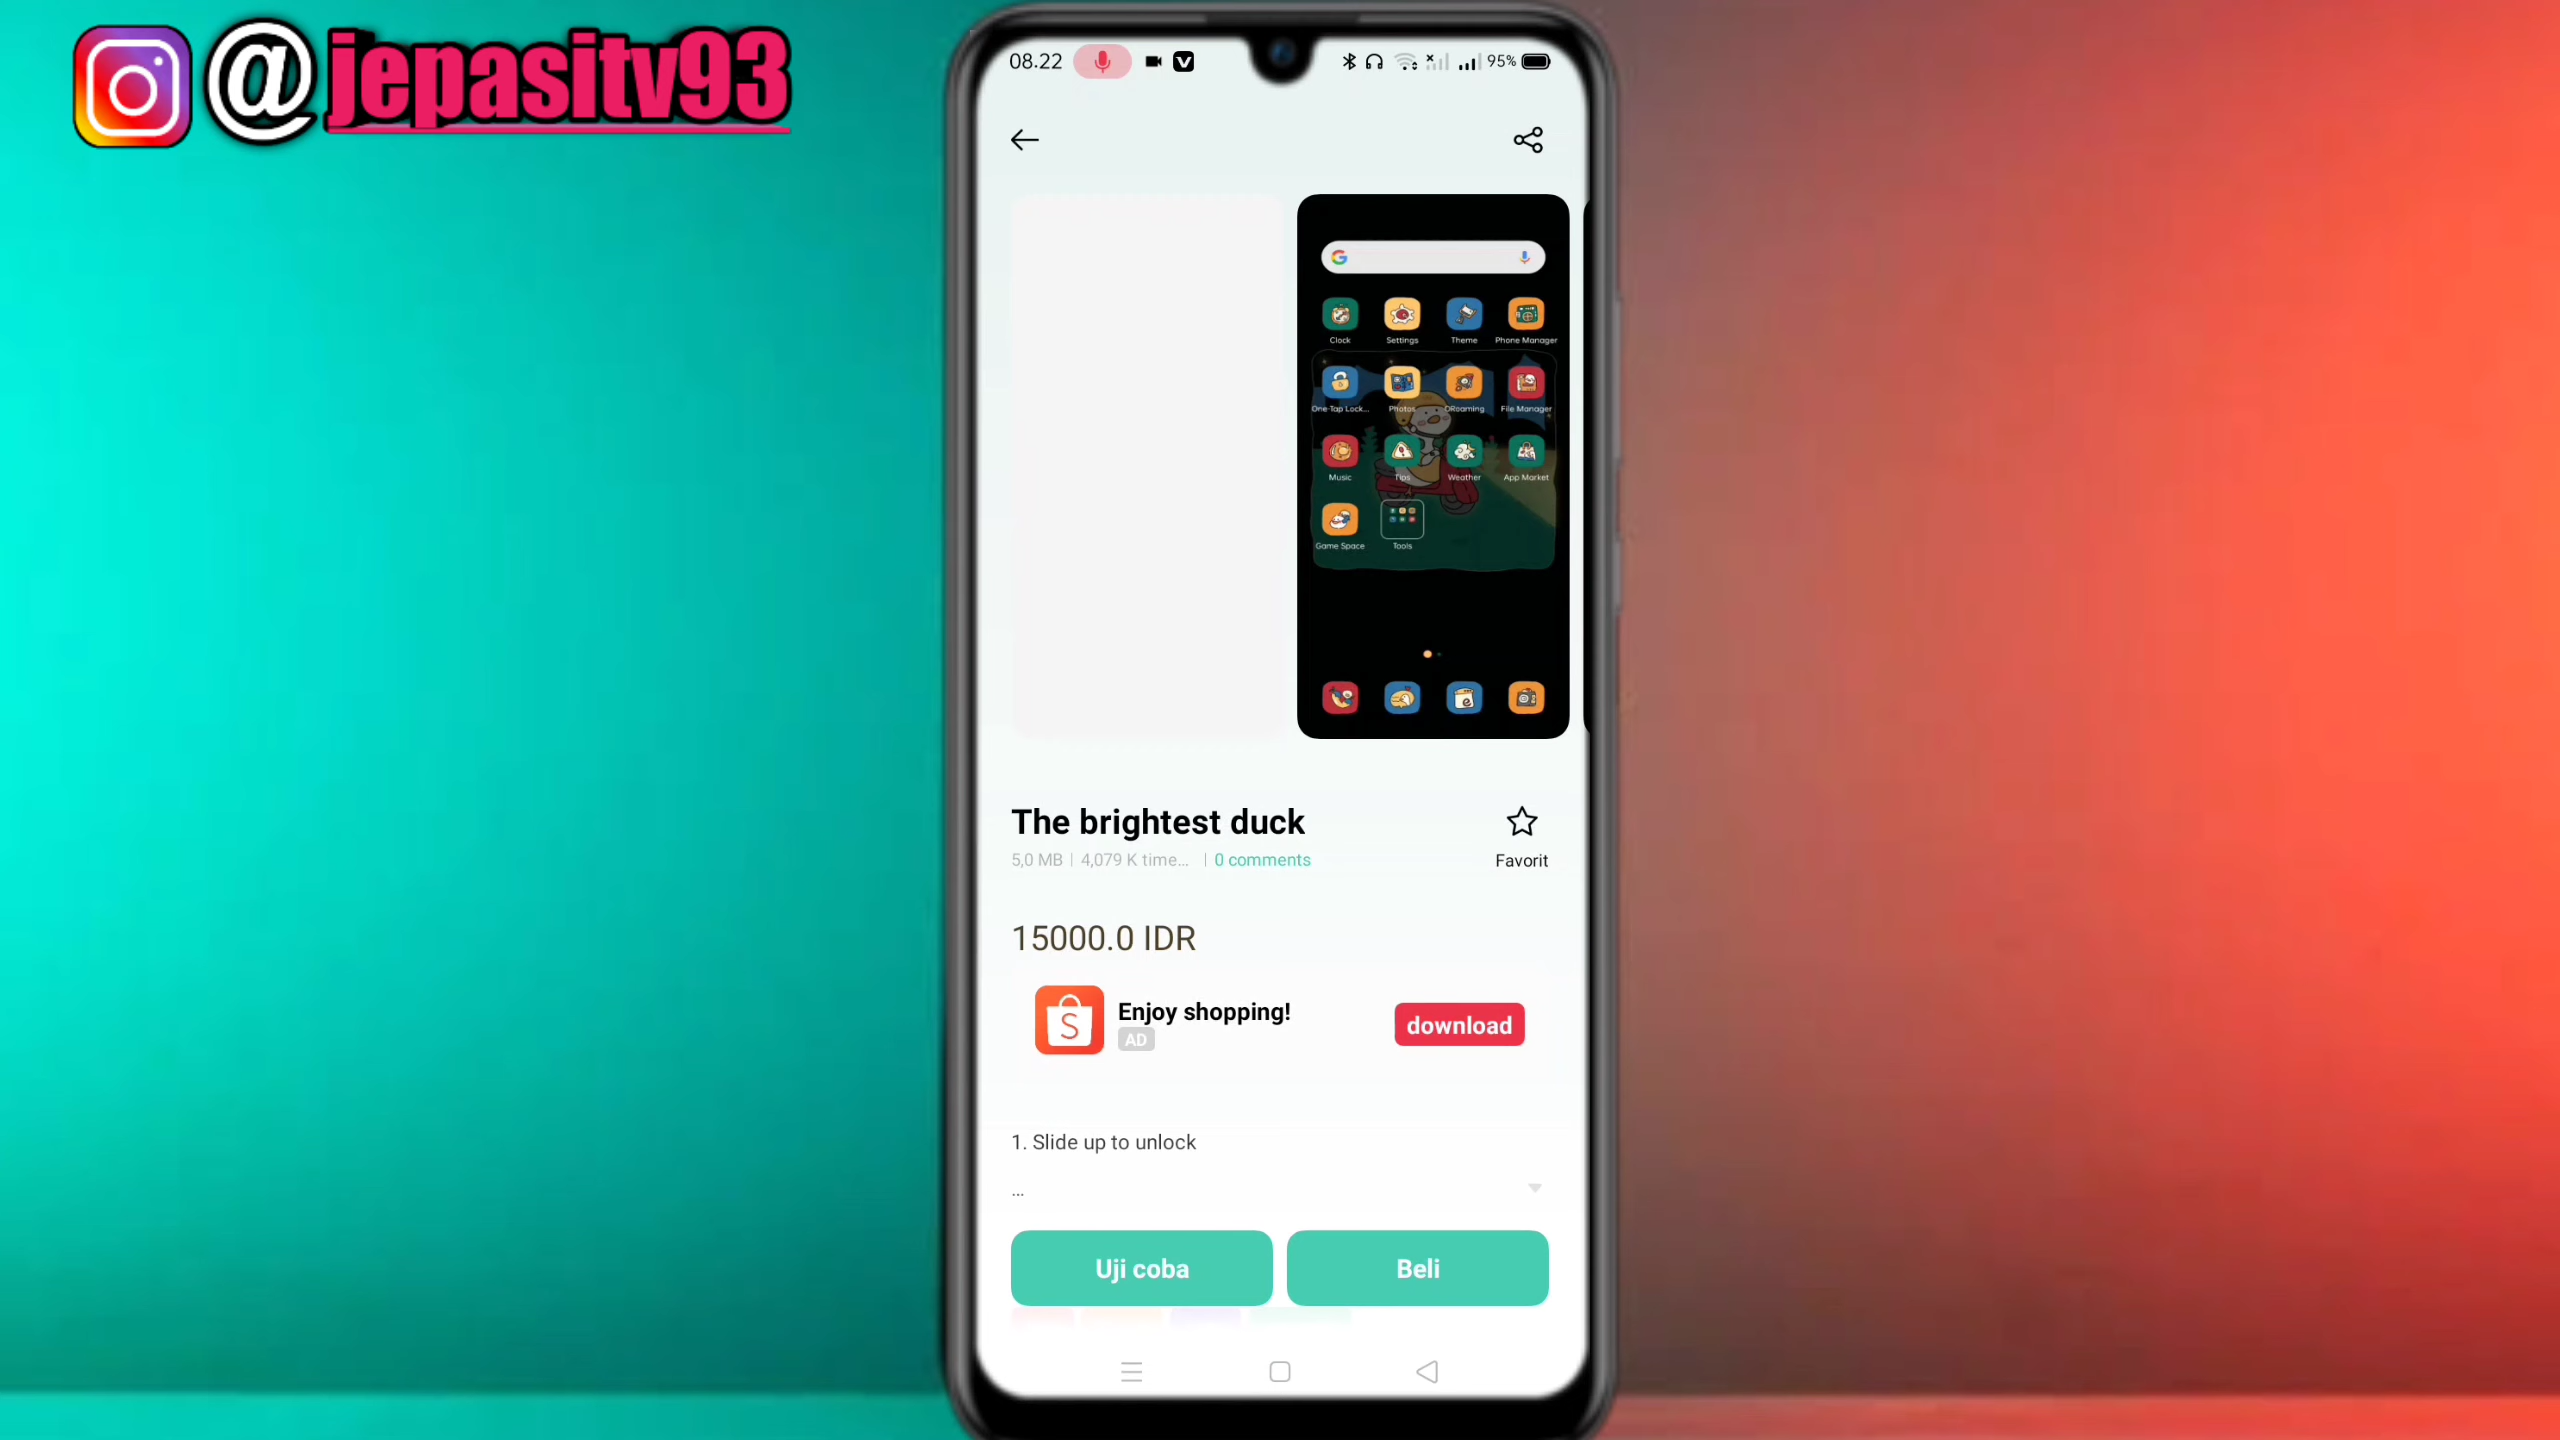 @jepasitv93
08.22
95%
Clock Settings Theme Phone Manager
One-Tap Lock... Photos ORoaming File Manager
Music Tips Weather App Market
Game Space Tools
The brightest duck
5,0 MB | 4,079 K time... | 0 comments
Favorit
15000.0 IDR
S
Enjoy shopping!
AD
download
1. Slide up to unlock
...
Uji coba
Beli